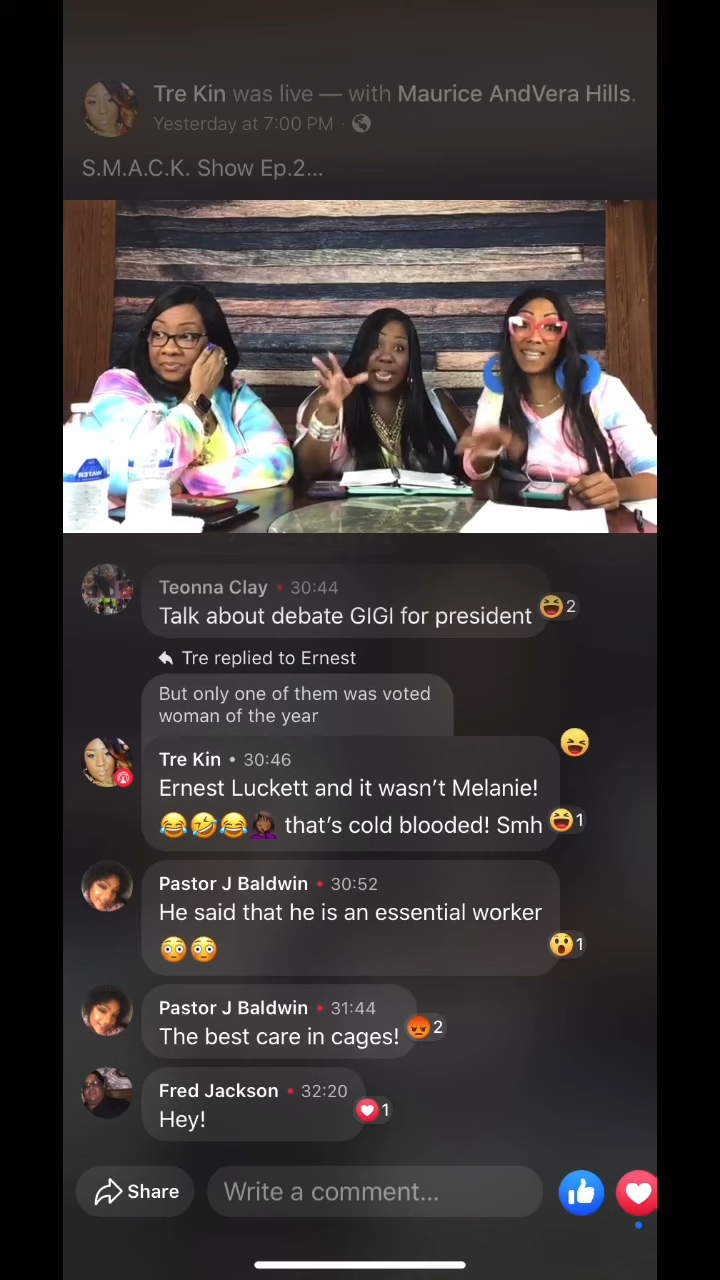 Tre Kin was live — with Maurice AndVera Hills.
Yesterday at 7:00 PM ·
S.M.A.C.K. Show Ep.2...
WATER
Teonna Clay • 30:44
Talk about debate GIGI for president
2
Tre replied to Ernest
But only one of them was voted
woman of the year
Tre Kin • 30:46
Ernest Luckett and it wasn’t Melanie!
😂🤣😂🤦🏾‍♀️ that’s cold blooded! Smh
1
Pastor J Baldwin • 30:52
He said that he is an essential worker
😳😳
1
Pastor J Baldwin • 31:44
The best care in cages!
2
Fred Jackson • 32:20
Hey!
1
Share
Write a comment...